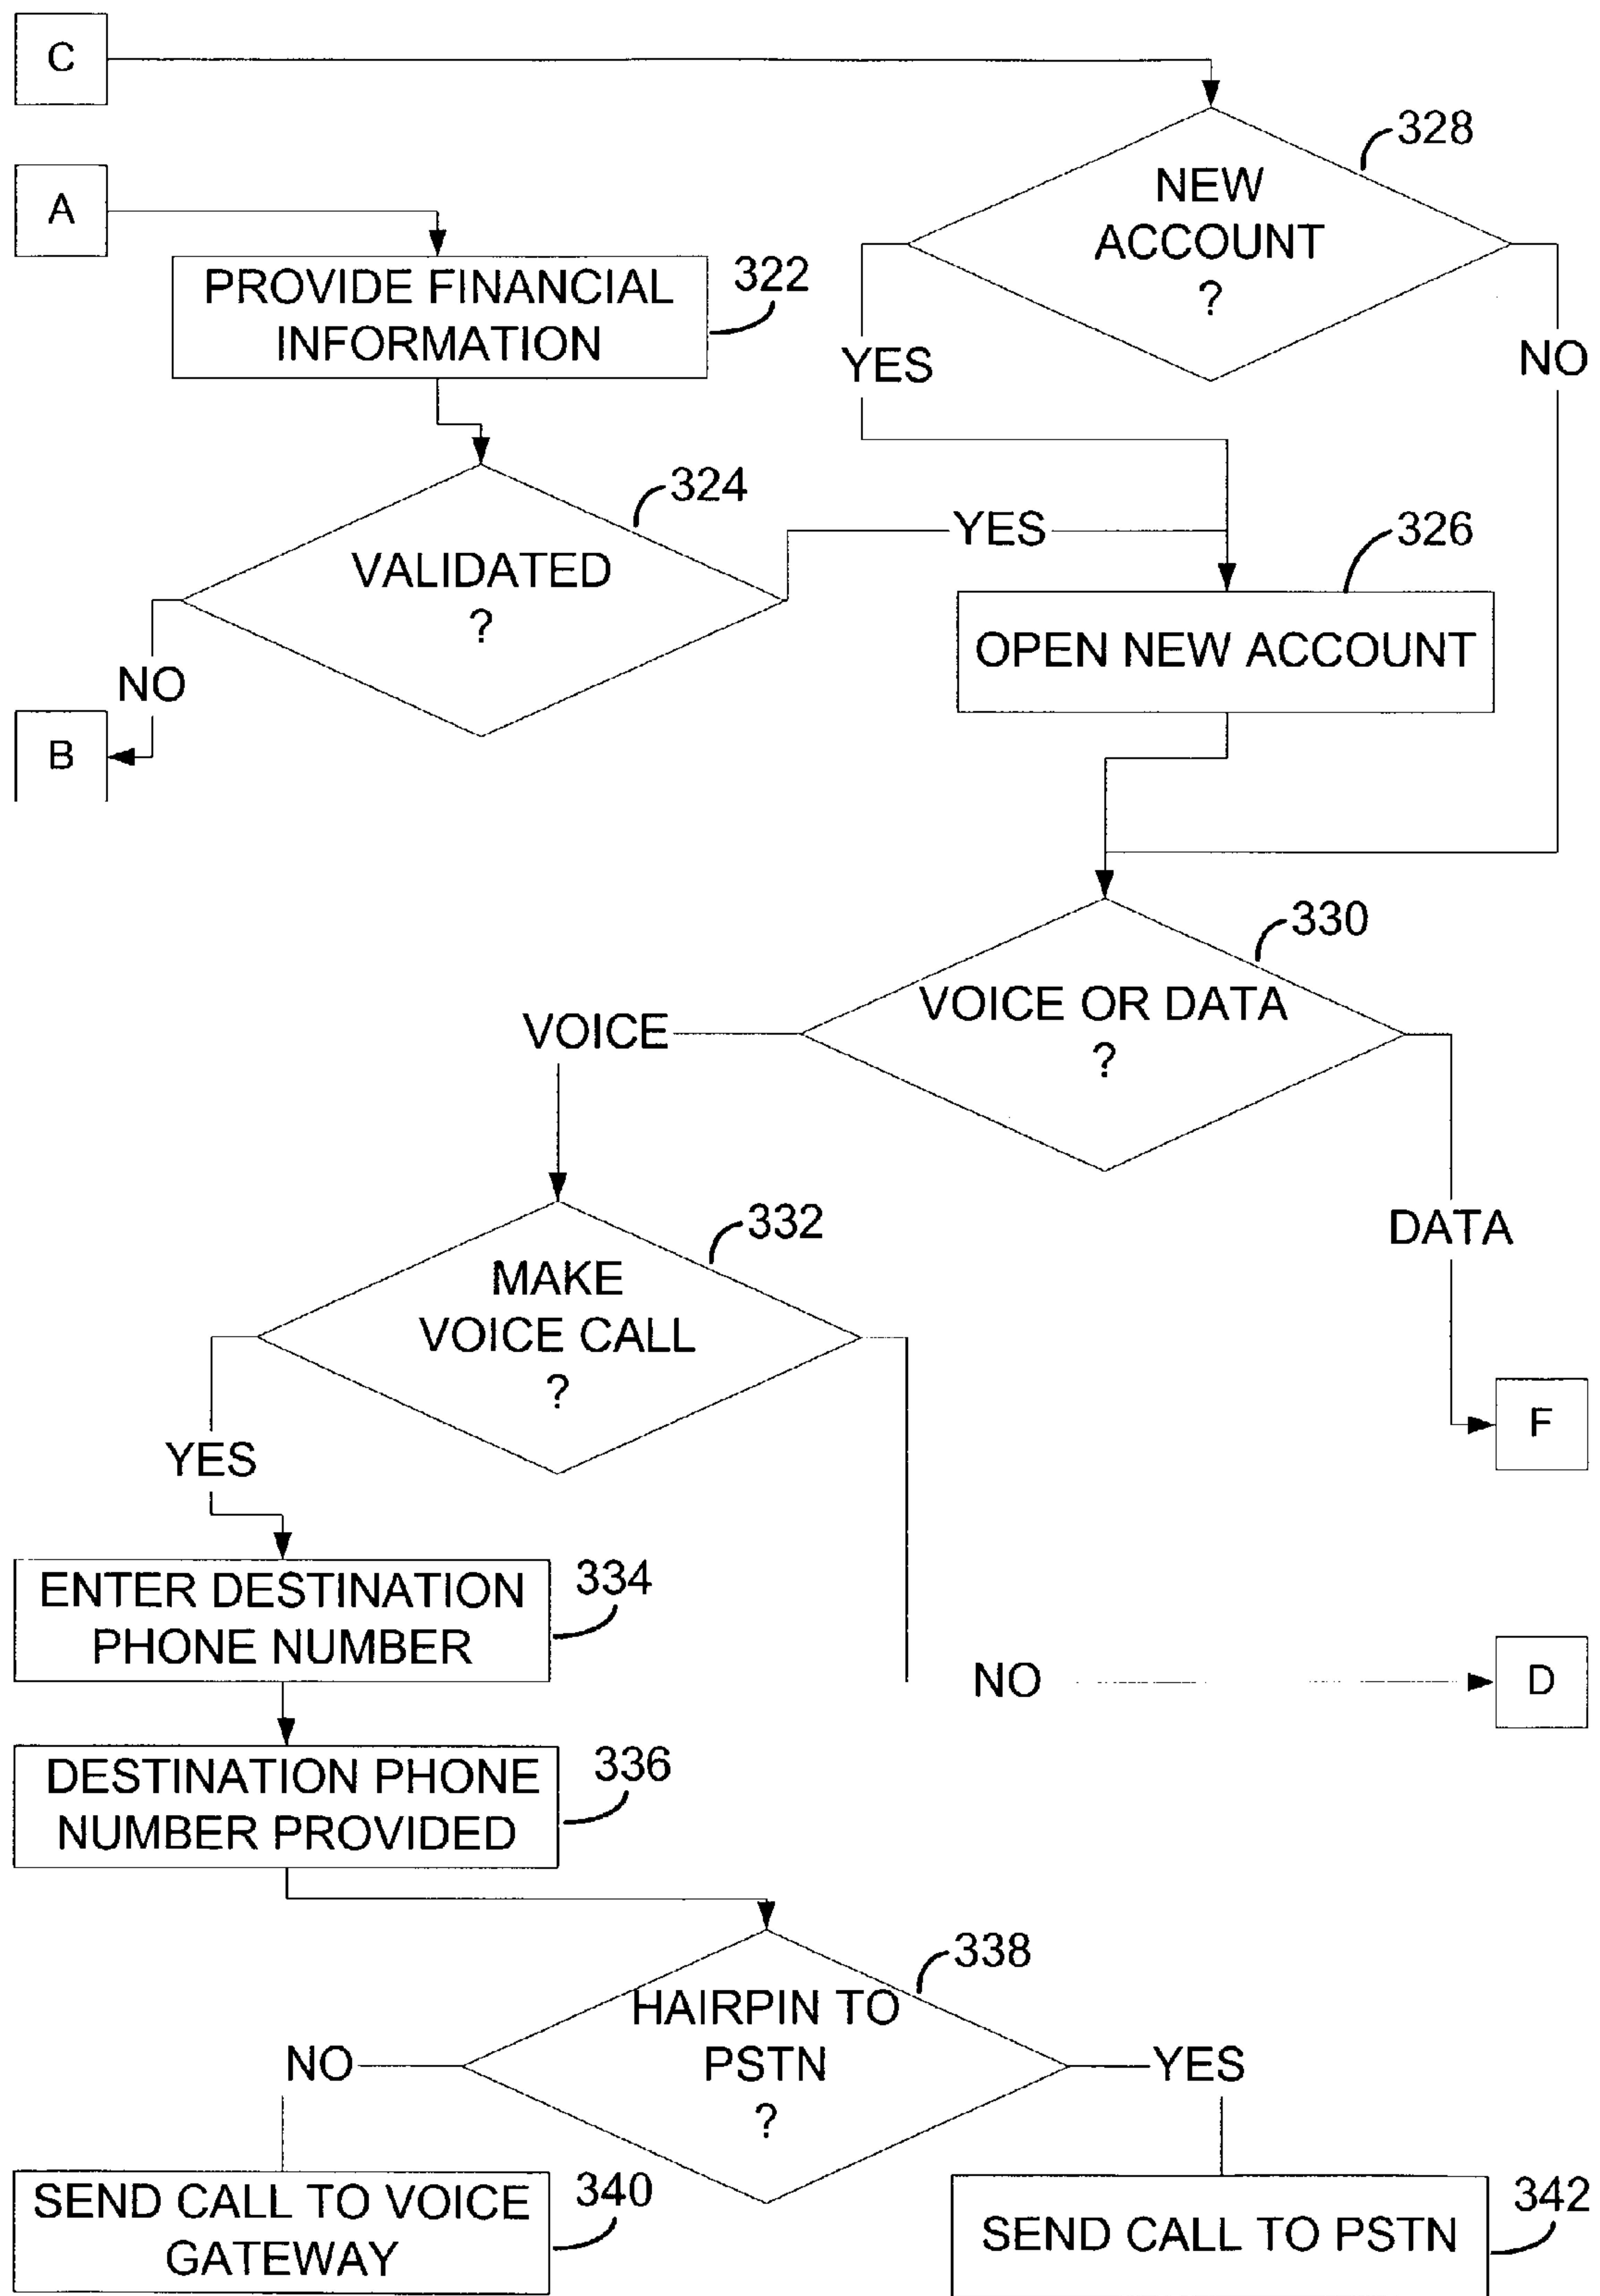 C
328
NEW
ACCOUNT
?
A
PROVIDE FINANCIAL
INFORMATION
322
YES
NO
324
VALIDATED
?
YES
326
OPEN NEW ACCOUNT
NO
B
330
VOICE OR DATA
?
VOICE
DATA
332
MAKE
VOICE CALL
?
F
YES
ENTER DESTINATION
PHONE NUMBER
334
NO
D
DESTINATION PHONE
NUMBER PROVIDED
336
338
HAIRPIN TO
PSTN
?
NO
YES
SEND CALL TO VOICE
GATEWAY
340
SEND CALL TO PSTN
342